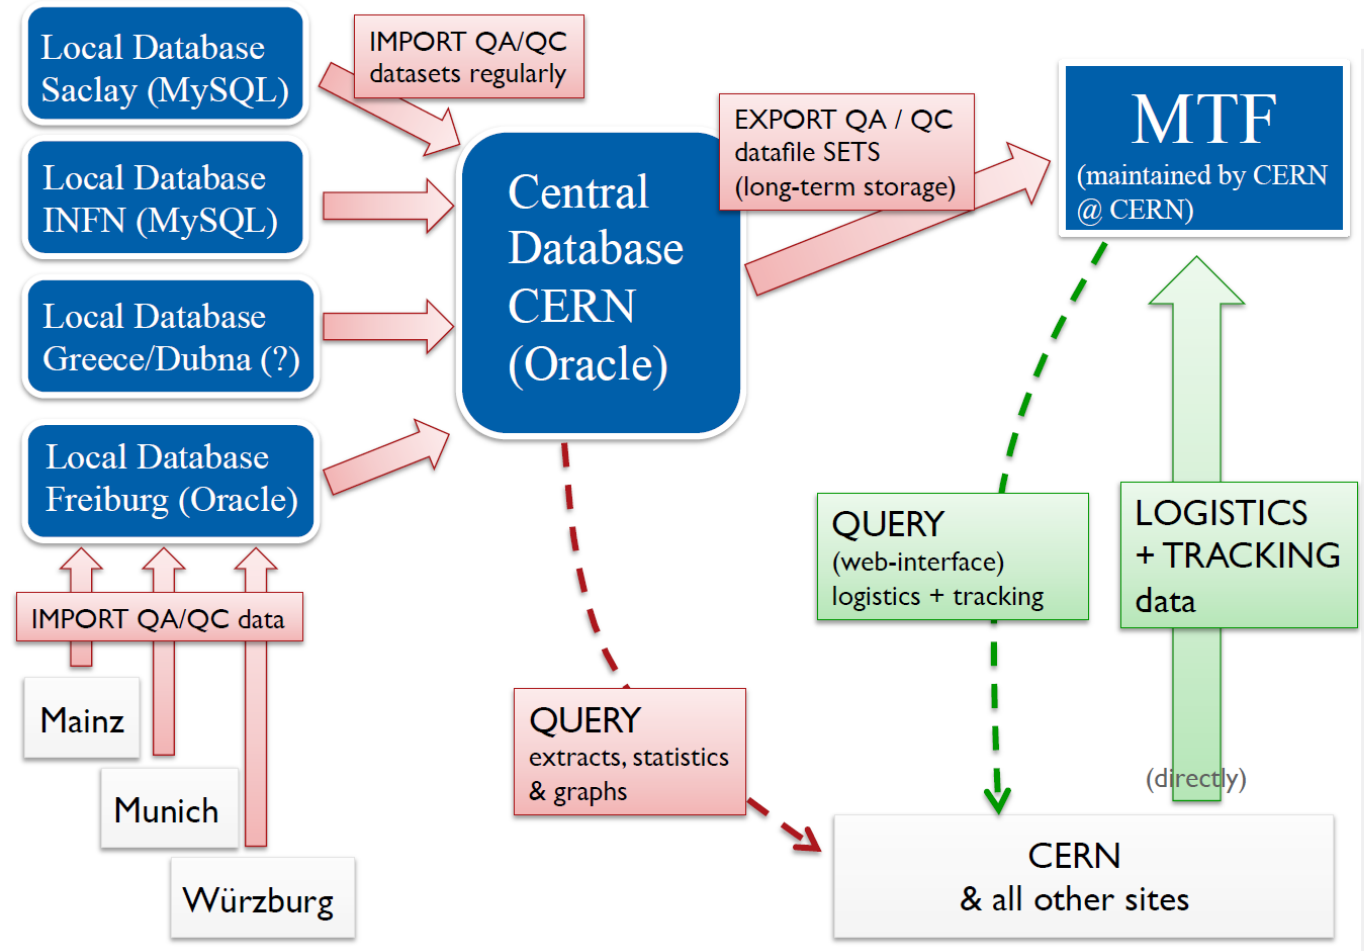 Local Database
Saclay (MySQL)
IMPORT QA/QC
datasets regularly
Local Database
INFN (MySQL)
Local Database
Greece/Dubna (?)
Local Database
Freiburg (Oracle)
IMPORT QA/QC data
Mainz
Munich
Würzburg
Central
Database
CERN
(Oracle)
EXPORT QA / QC
datafile SETS
(long-term storage)
MTF
(maintained by CERN
@ CERN)
QUERY
extracts, statistics
& graphs
QUERY
(web-interface)
logistics + tracking
LOGISTICS
+ TRACKING
data
(directly)
CERN
& all other sites